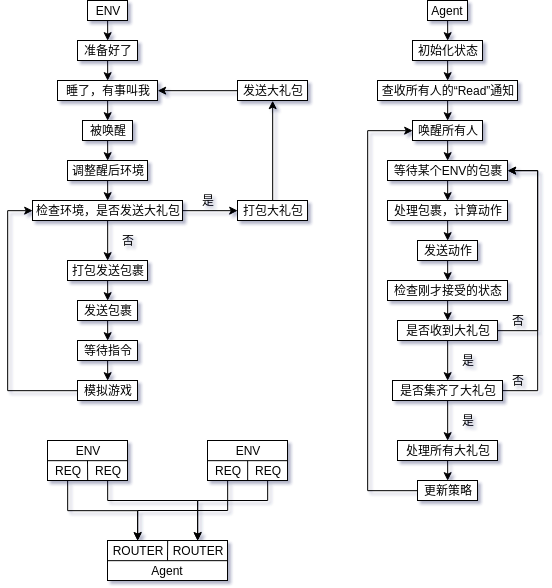 ENV
准备好了
睡了，有事叫我
发送大礼包
被唤醒
调整醒后环境
检查环境，是否发送大礼包
是
打包大礼包
否
打包发送包裹
发送包裹
等待指令
模拟游戏
Agent
初始化状态
查收所有人的“Read”通知
唤醒所有人
等待某个ENV的包裹
处理包裹，计算动作
发送动作
检查刚才接受的状态
是否收到大礼包
否
是
是否集齐了大礼包
否
是
处理所有大礼包
更新策略
ENV
REQ REQ
ENV
REQ REQ
ROUTER ROUTER
Agent